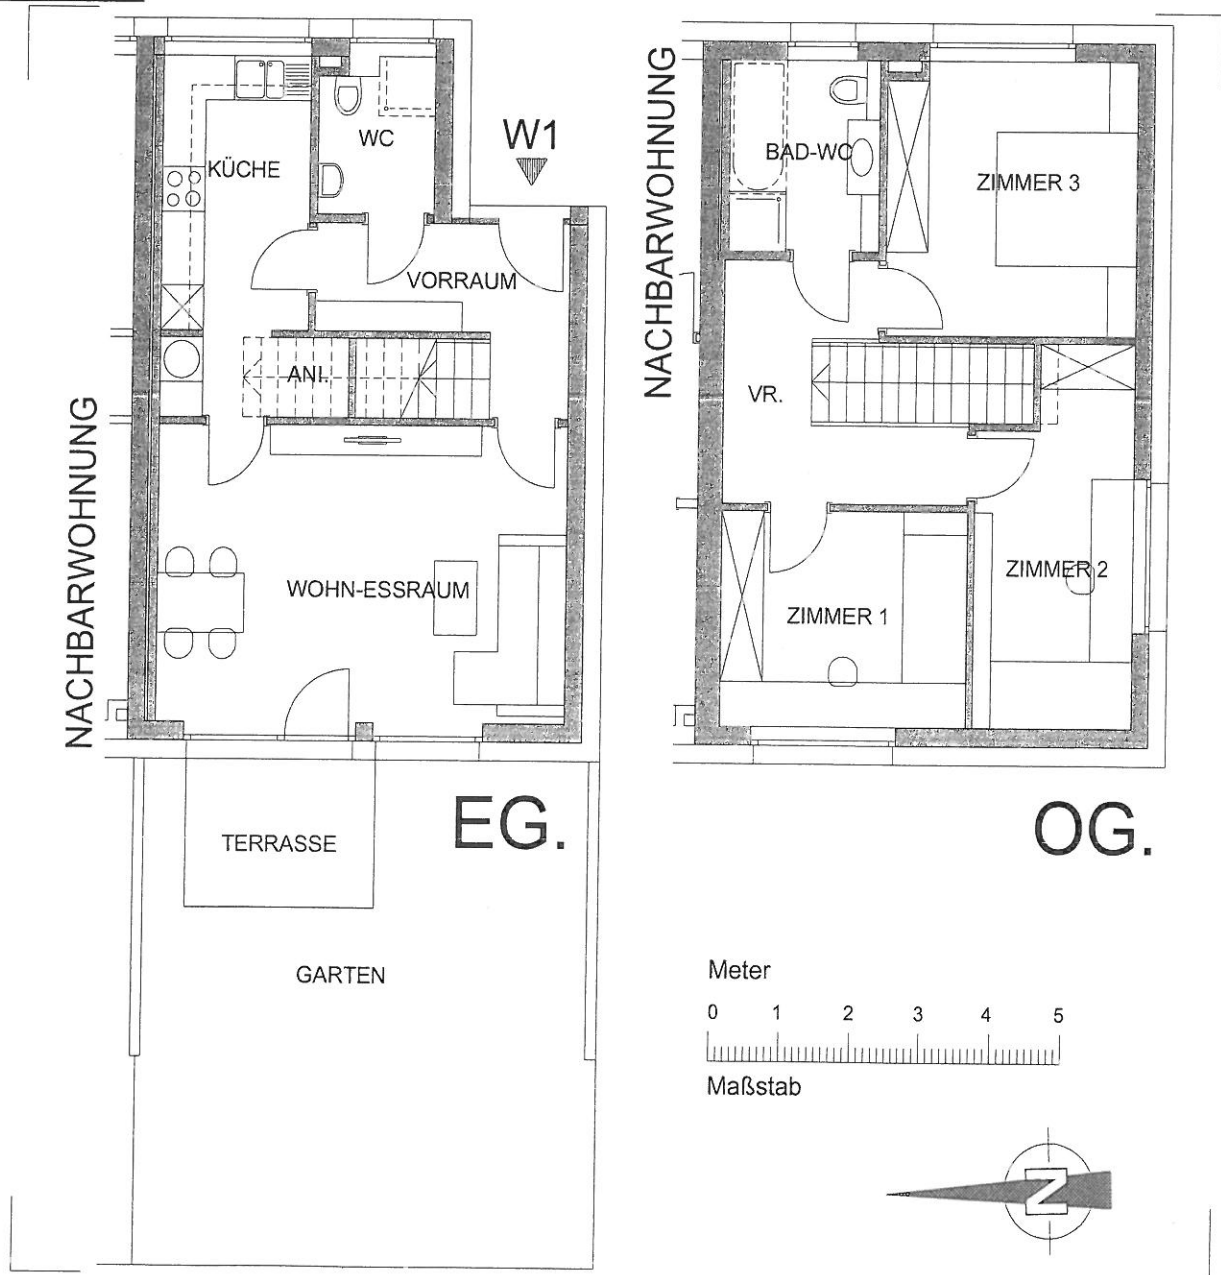 W1
WC
KÜCHE
VORRAUM
ANI.
NACHBARWOHNUNG
WOHN-ESSRAUM
EG.
TERRASSE
GARTEN
NACHBARWOHNUNG
BAD-WC
ZIMMER 3
VR.
ZIMMER 2
ZIMMER 1
OG.
Meter
0 1 2 3 4 5
Maßstab
N